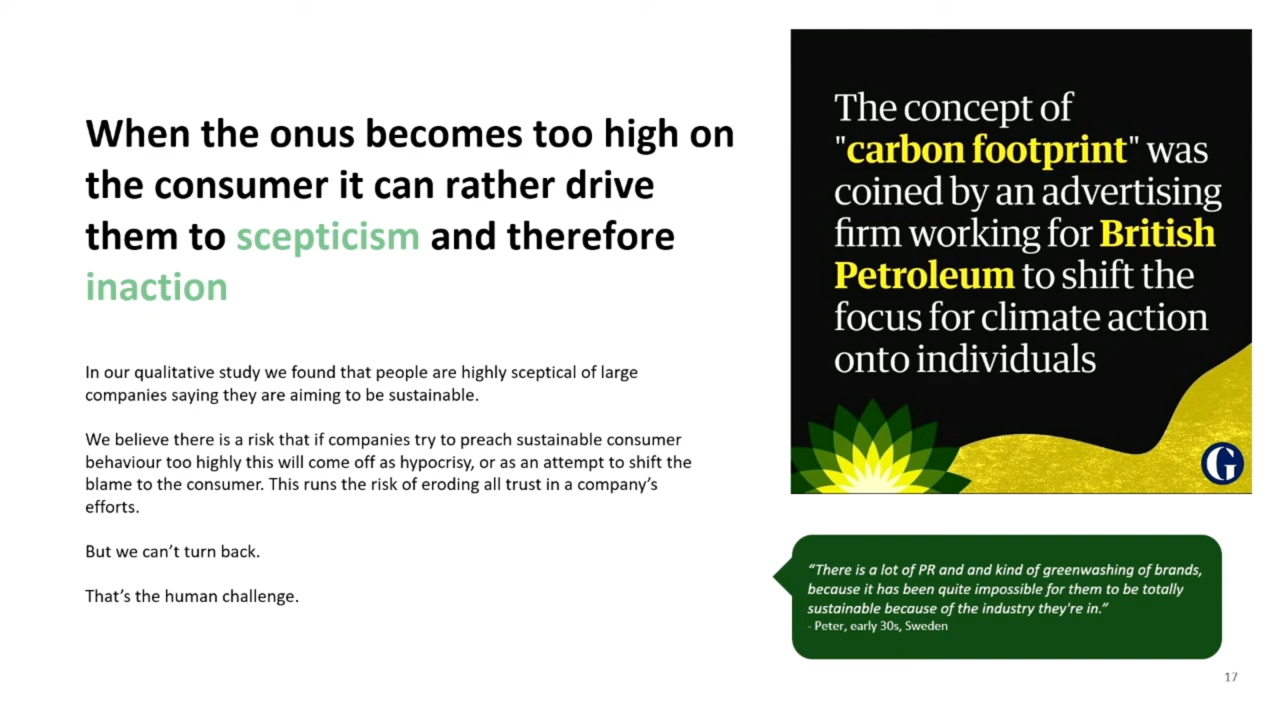 When the onus becomes too high on
the consumer it can rather drive
them to scepticism and therefore
inaction
In our qualitative study we found that people are highly sceptical of large
companies saying they are aiming to be sustainable.
We believe there is a risk that if companies try to preach sustainable consumer
behaviour too highly this will come off as hypocrisy, or as an attempt to shift the
blame to the consumer. This runs the risk of eroding all trust in a company's
efforts.
But we can't turn back.
That's the human challenge.
The concept of
"carbon footprint" was
coined by an advertising
firm working for British
Petroleum to shift the
focus for climate action
onto individuals
G
“There is a lot of PR and and kind of greenwashing of brands,
because it has been quite impossible for them to be totally
sustainable because of the industry they're in.”
- Peter, early 30s, Sweden
17